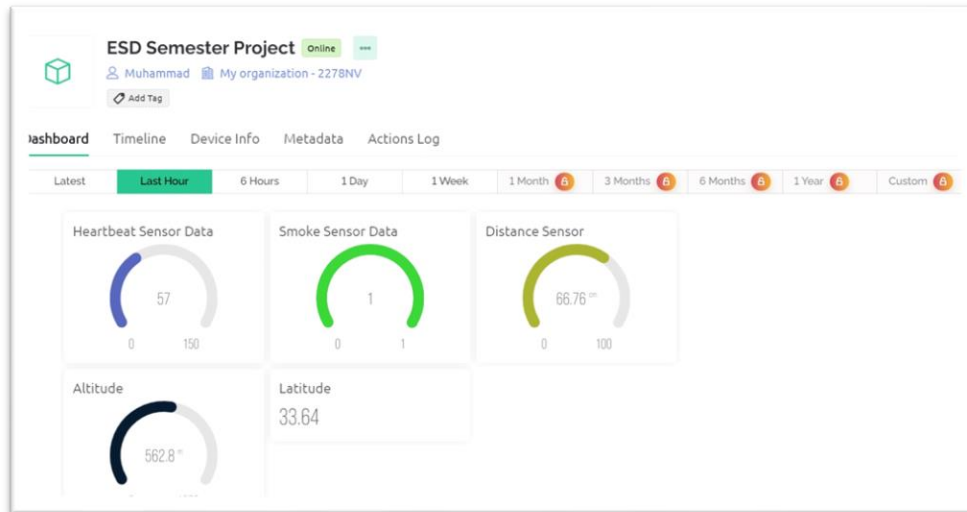 ESD Semester Project Online
Muhammad My organization - 2278NV
Add Tag
Dashboard Timeline Device Info Metadata Actions Log
Latest Last Hour 6 Hours 1 Day 1 Week 1 Month 3 Months 6 Months 1 Year Custom
Heartbeat Sensor Data Smoke Sensor Data Distance Sensor
57 1 66.76 cm
0 150 0 1 0 100
Altitude Latitude
33.64
562.8